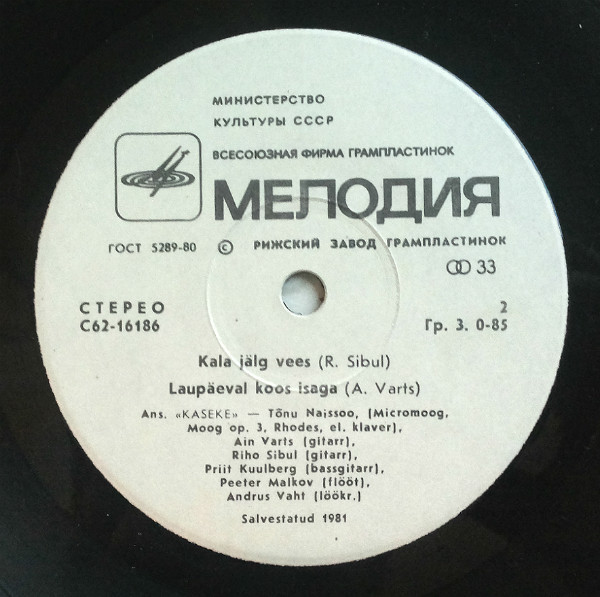 МИНИСТЕРСТВО
КУЛЬТУРЫ СССР
ВСЕСОЮЗНАЯ ФИРМА ГРАМПЛАСТИНОК
МЕЛОДИЯ
ГОСТ 5289-80 © РИЖСКИЙ ЗАВОД ГРАМПЛАСТИНОК
33
СТЕРЕО 2
С62-16186 Гр. 3. 0-85
Kala jälg vees (R. Sibul)
Laupäeval koos isaga (A. Varts)
Ans. «KASEKE» — Tõnu Naissoo, (Micromoog,
Moog op. 3, Rhodes, el. klaver),
Ain Varts (gitarr),
Riho Sibul (gitarr),
Priit Kuulberg (bassgitarr),
Peeter Malkov (flööt),
Andrus Vaht (löökr.)
Salvestatud 1981